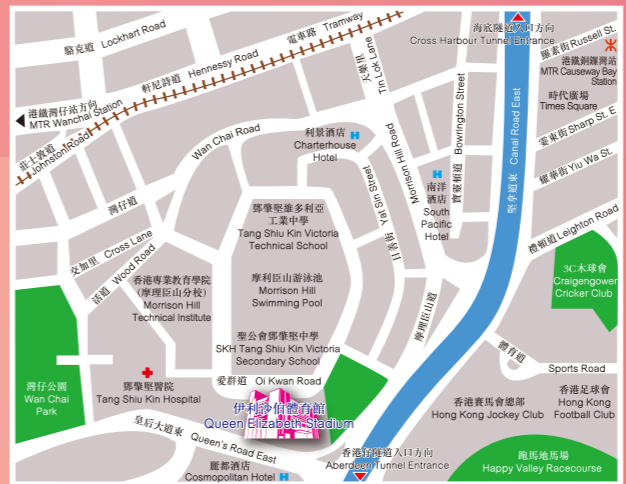 駱克道 Lockhart Road
電車路 Tramway
海底隧道入口方向
Cross Harbour Tunnel Entrance
羅素街 Russell St.
軒尼詩道 Hennessy Road
天樂里
Tin Lok Lane
港鐵銅鑼灣站
MTR Causeway Bay
Station
港鐵灣仔站方向
MTR Wanchai Station
時代廣場
Times Square
莊士敦道
Johnston Road
Wan Chai Road
利景酒店
Charterhouse
Hotel
Morrison Hill Road
寶靈頓道 Bowrington Street
堅拿道東 Canal Road East
霎東街 Sharp St. E
耀華街 Yiu Wa St.
南洋
酒店
South
Pacific
Hotel
日善街 Yat Sin Street
灣仔道
鄧肇堅維多利亞
工業中學
Tang Shiu Kin Victoria
Technical School
禮頓道 Leighton Road
交加里 Cross Lane
活道 Wood Road
香港專業教育學院
(摩理臣山分校)
Morrison Hill
Technical Institute
摩利臣山游泳池
Morrison Hill
Swimming Pool
3C木球會
Craigengower
Cricker Club
摩理臣山道
聖公會鄧肇堅中學
SKH Tang Shiu Kin Victoria
Secondary School
體育道
Sports Road
灣仔公園
Wan Chai
Park
鄧肇堅醫院
Tang Shiu Kin Hospital
愛群道 Oi Kwan Road
伊利沙伯體育館
Queen Elizabeth Stadium
香港賽馬會總部
Hong Kong Jockey Club
香港足球會
Hong Kong
Football Club
皇后大道東 Queen's Road East
麗都酒店
Cosmopolitan Hotel
香港仔隧道入口方向
Aberdeen Tunnel Entrance
跑馬地馬場
Happy Valley Racecourse